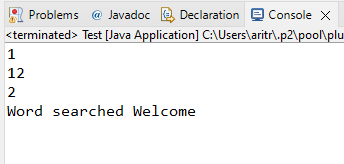 Problems @ Javadoc Declaration Console
<terminated> Test [Java Application] C:\Users\aritr\.p2\pool\plu
1
12
2
Word searched Welcome